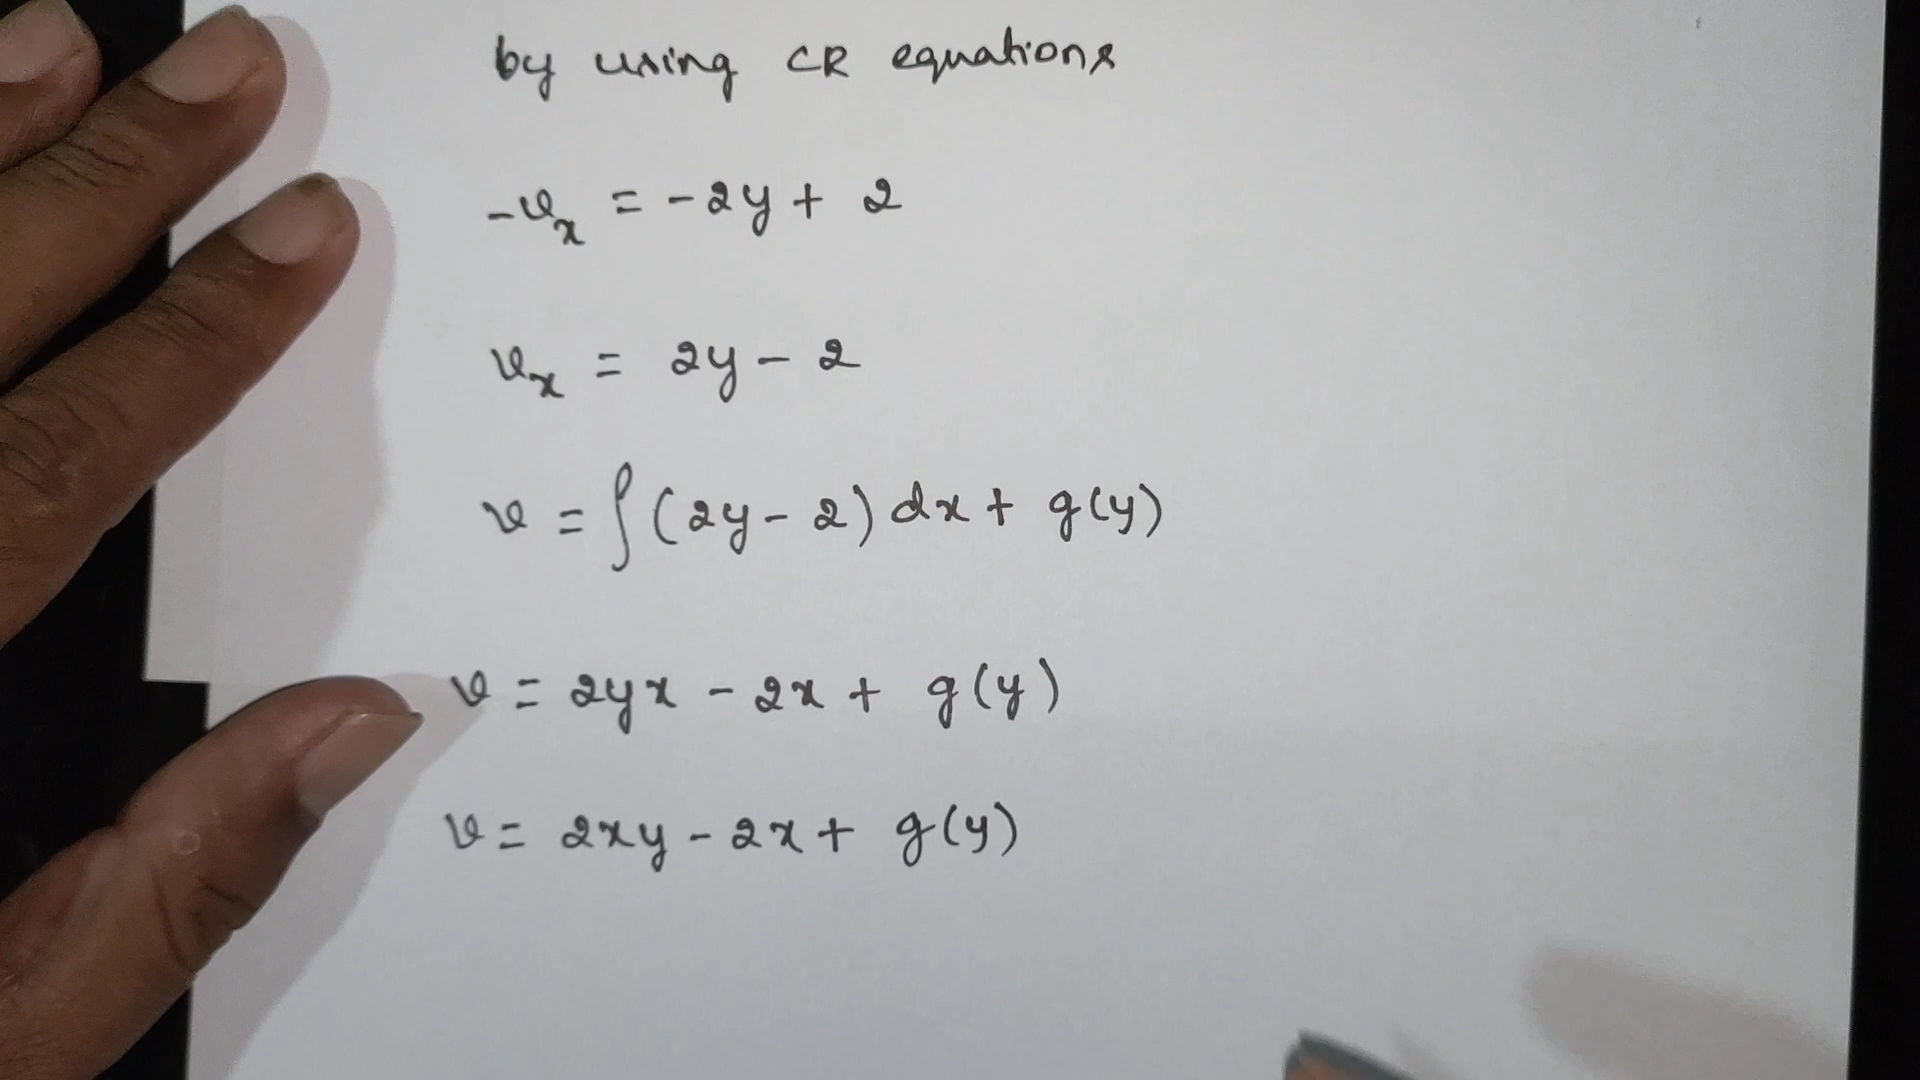 by using CR equations
-vₓ = -2y + 2
vₓ = 2y - 2
v = ∫(2y - 2) dx + g(y)
v = 2yx - 2x + g(y)
v = 2xy - 2x + g(y)